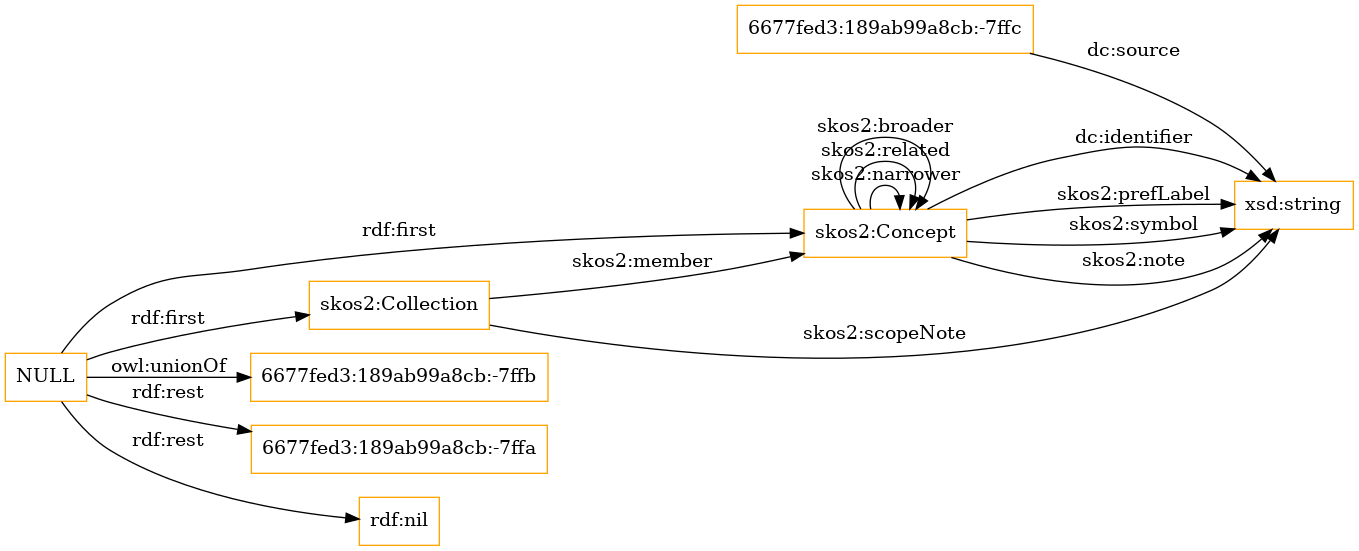 6677fed3:189ab99a8cb:-7ffc
dc:source
skos2:broader
skos2:related
skos2:narrower
dc:identifier
skos2:prefLabel
xsd:string
skos2:symbol
skos2:Concept
rdf:first
skos2:member
skos2:note
skos2:Collection
rdf:first
skos2:scopeNote
NULL
owl:unionOf
6677fed3:189ab99a8cb:-7ffb
rdf:rest
6677fed3:189ab99a8cb:-7ffa
rdf:rest
rdf:nil